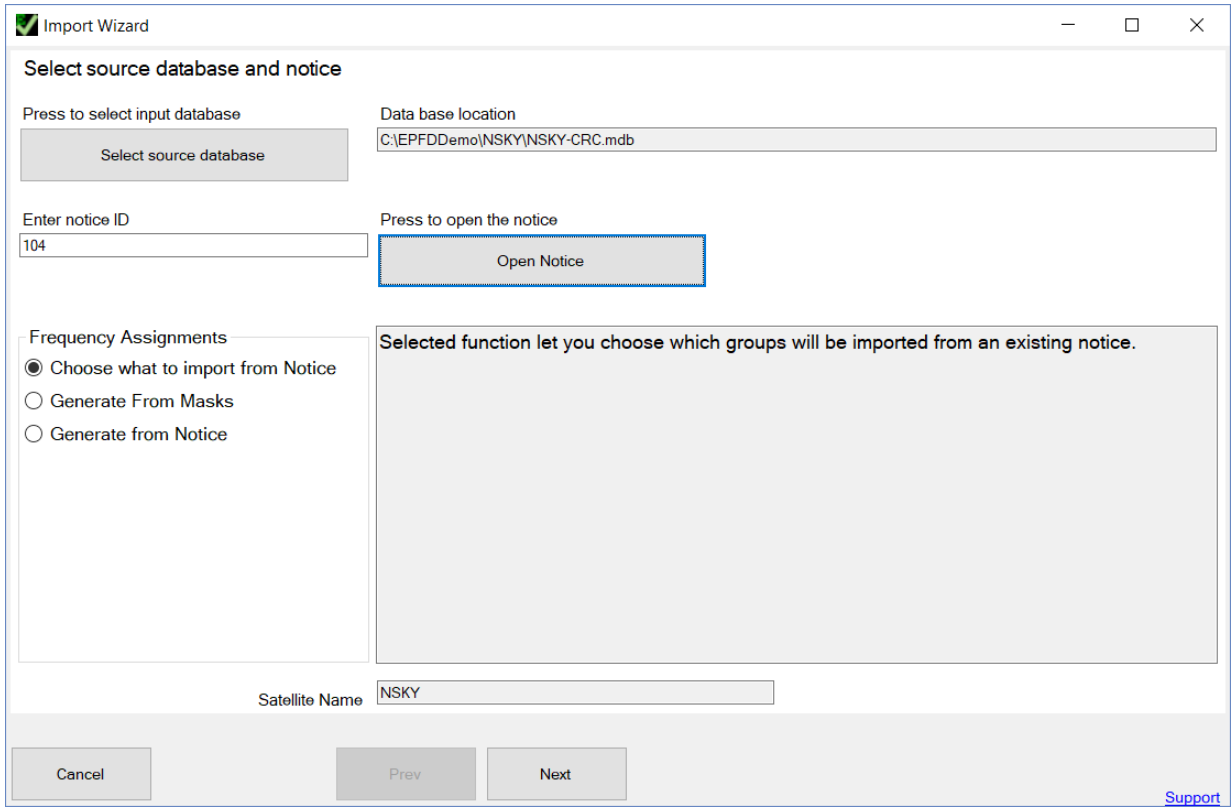 Import Wizard
Select source database and notice
Press to select input database
Data base location
Select source database
C:\EPFDDemo\NSKY\NSKY-CRC.mdb
Enter notice ID
Press to open the notice
104
Open Notice
Frequency Assignments
Choose what to import from Notice
Generate From Masks
Generate from Notice
Selected function let you choose which groups will be imported from an existing notice.
Satellite Name
NSKY
Cancel
Prev
Next
Support